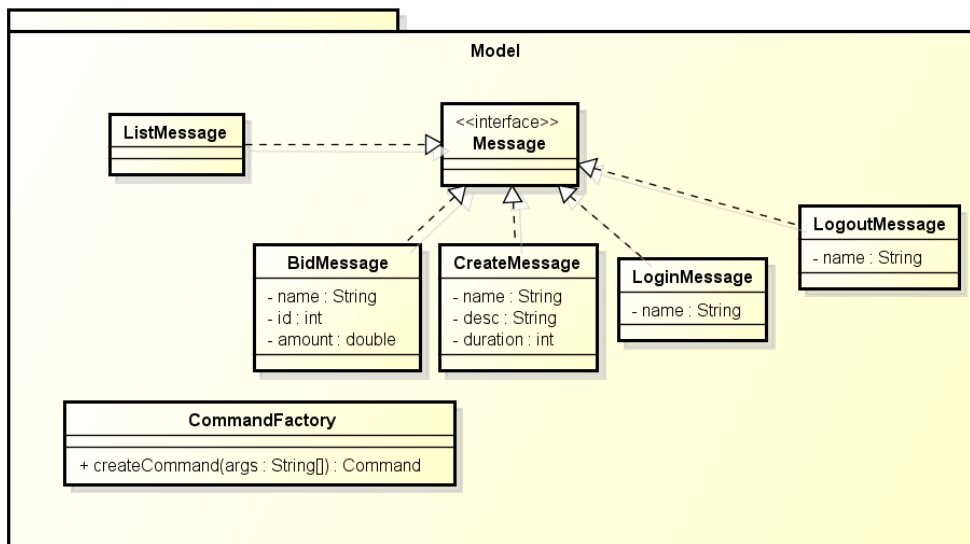 Model
ListMessage
<<interface>>
Message
BidMessage
- name : String
- id : int
- amount : double
CreateMessage
- name : String
- desc : String
- duration : int
LoginMessage
- name : String
LogoutMessage
- name : String
CommandFactory
+ createCommand(args : String[]) : Command